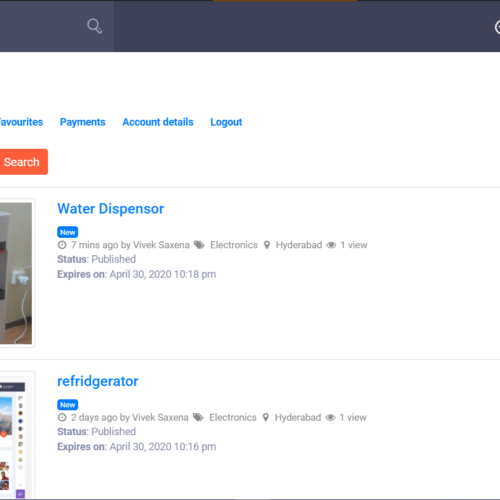 Favourites Payments Account details Logout
Search
Water Dispensor
New
7 mins ago by Vivek Saxena Electronics Hyderabad 1 view
Status: Published
Expires on: April 30, 2020 10:18 pm
refridgerator
New
2 days ago by Vivek Saxena Electronics Hyderabad 1 view
Status: Published
Expires on: April 30, 2020 10:16 pm